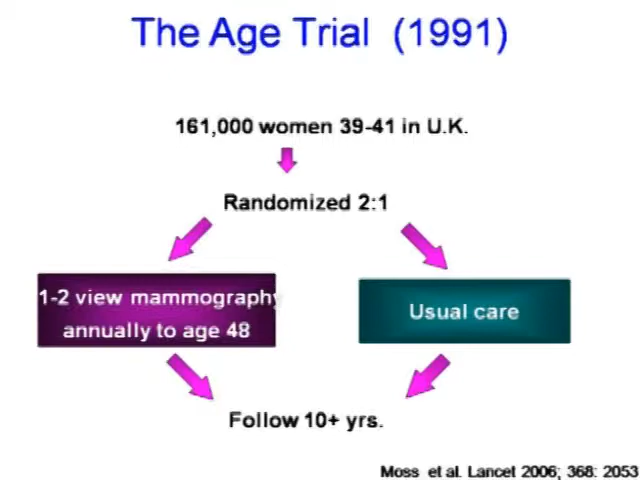 The Age Trial (1991)
161,000 women 39-41 in U.K.
Randomized 2:1
1-2 view mammography
annually to age 48
Usual care
Follow 10+ yrs.
Moss et al. Lancet 2006; 368: 2053